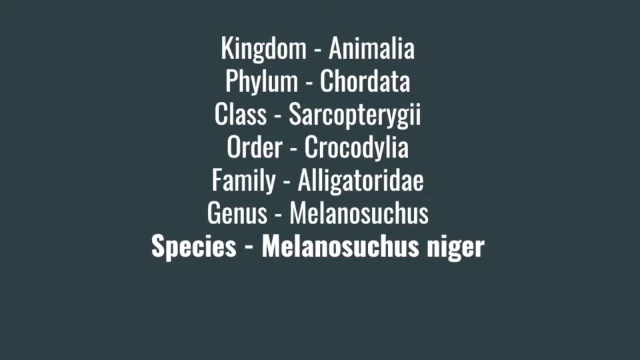 Kingdom - Animalia
Phylum - Chordata
Class - Sarcopterygii
Order - Crocodylia
Family - Alligatoridae
Genus - Melanosuchus
Species - Melanosuchus niger